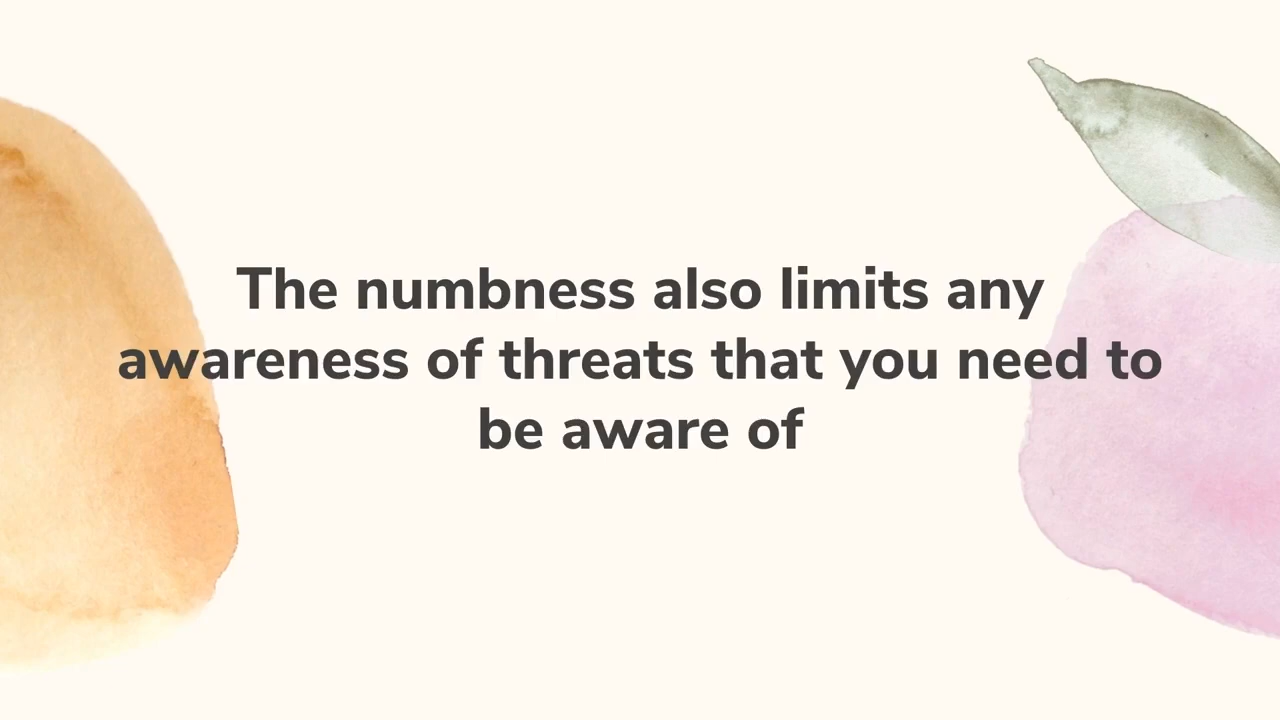 The numbness also limits any
awareness of threats that you need to
be aware of